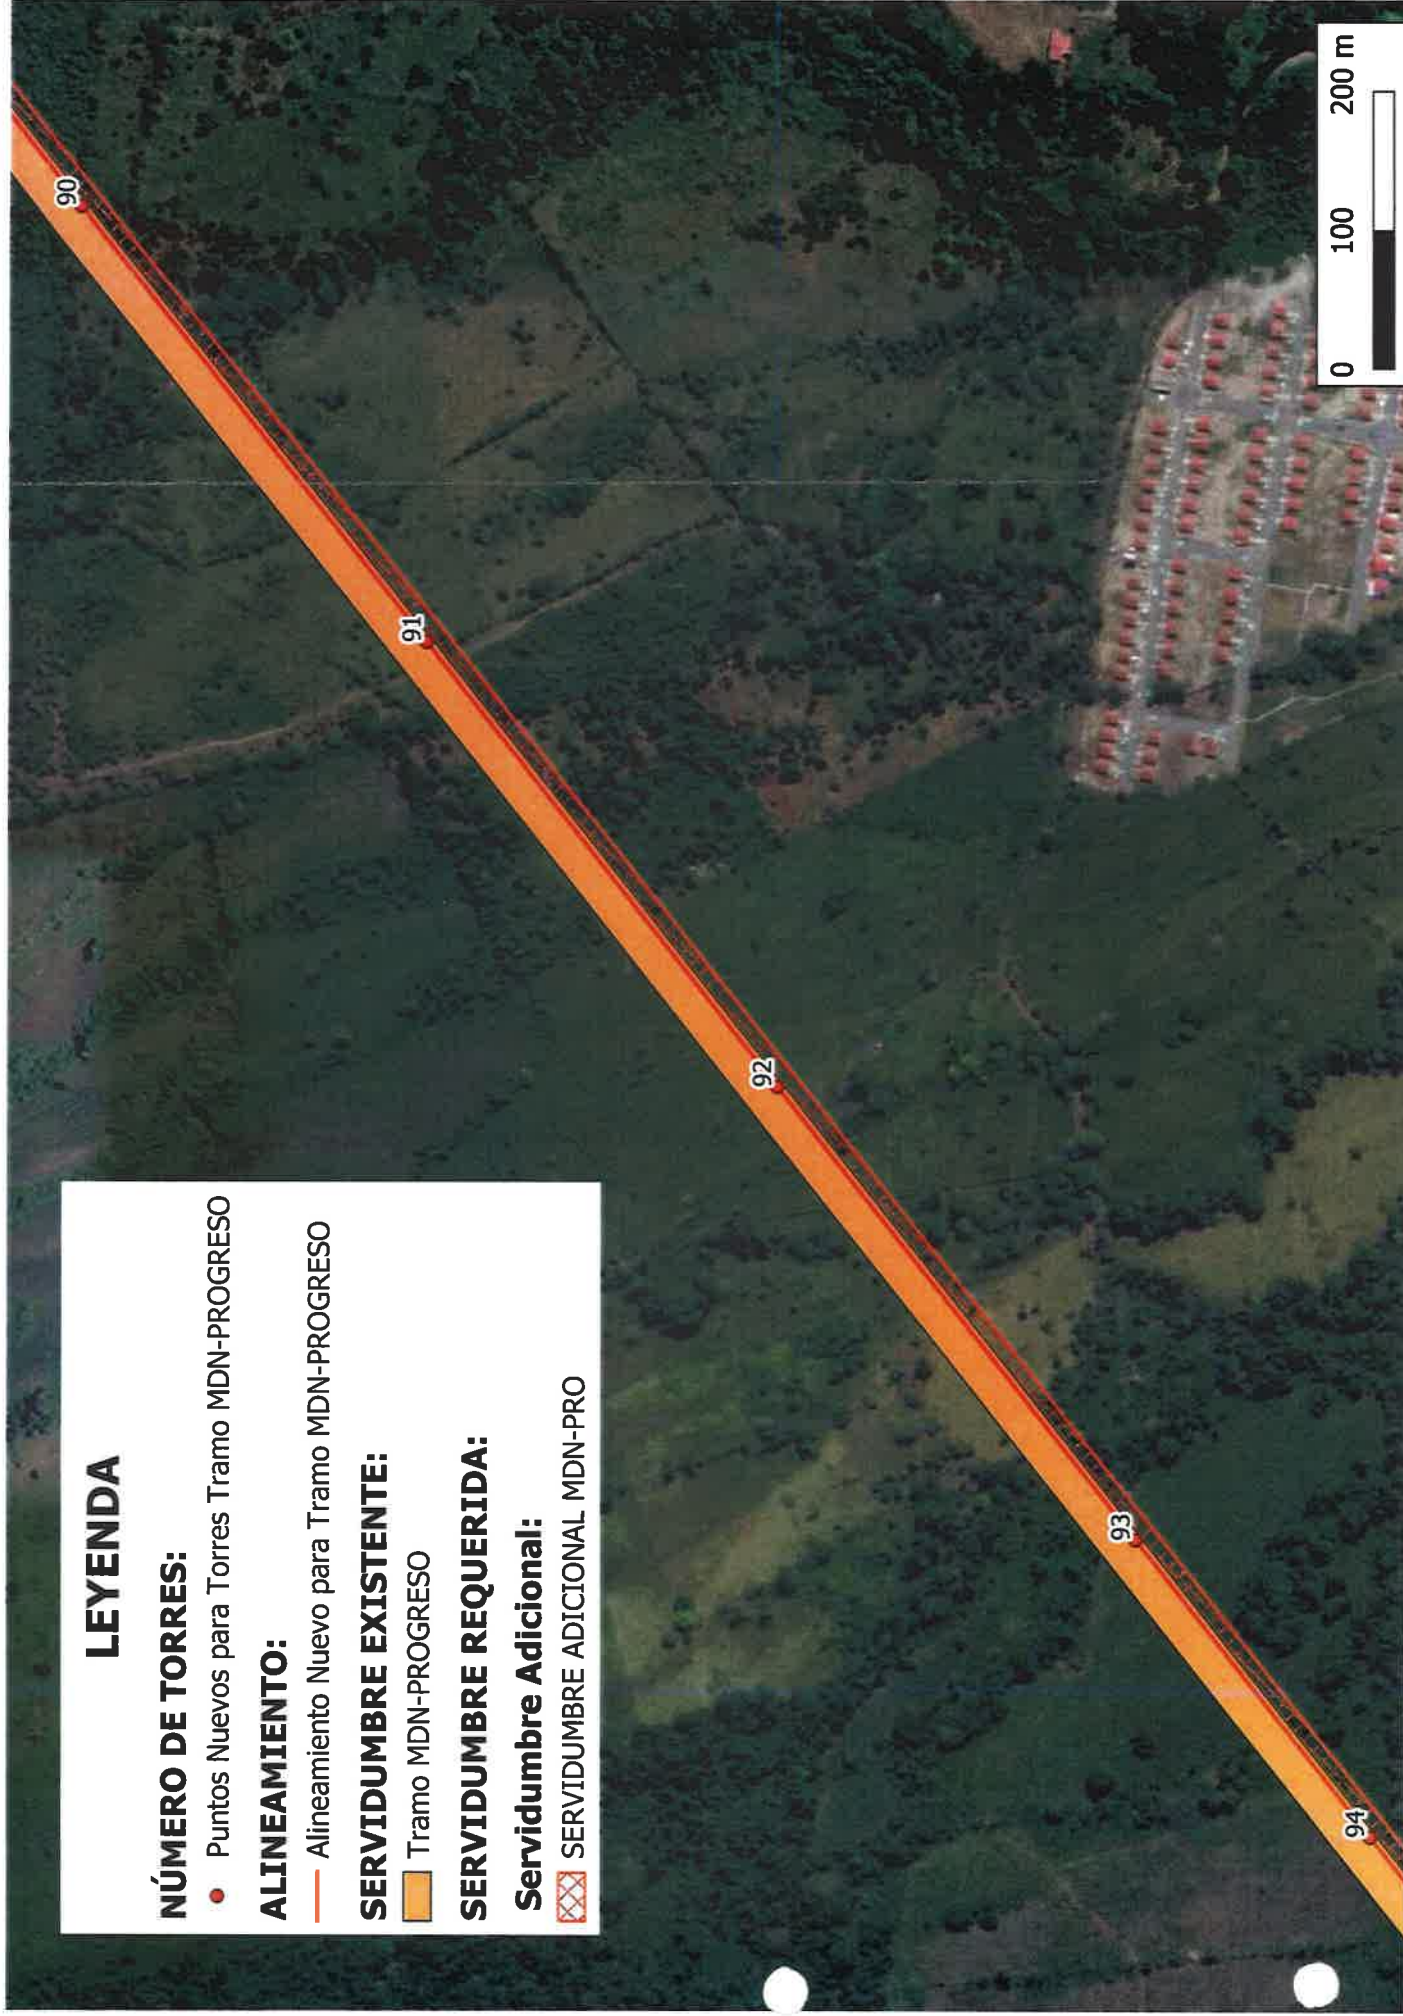 LEYENDA
NÚMERO DE TORRES:
Puntos Nuevos para Torres Tramo MDN-PROGRESO
ALINEAMIENTO:
Alineamiento Nuevo para Tramo MDN-PROGRESO
SERVIDUMBRE EXISTENTE:
Tramo MDN-PROGRESO
SERVIDUMBRE REQUERIDA:
Servidumbre Adicional:
SERVIDUMBRE ADICIONAL MDN-PRO
94
93
92
91
90
0 100 200 m